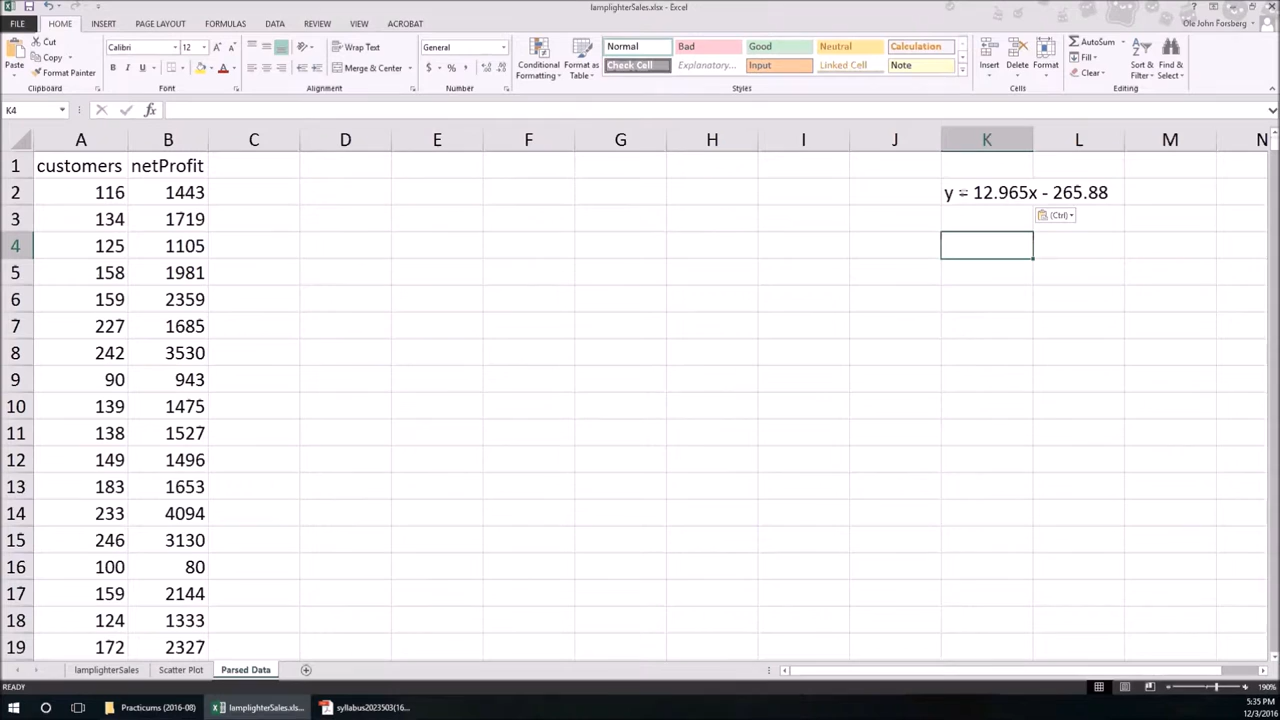 lamplighterSales.xlsx - Excel
FILE HOME INSERT PAGE LAYOUT FORMULAS DATA REVIEW VIEW ACROBAT
Ole John Forsberg
Paste
Cut
Copy
Format Painter
Clipboard
Calibri 12
B I U
Font
Wrap Text
Merge & Center
Alignment
General
$ % ,
Number
Conditional Formatting
Format as Table
Normal Bad Good Neutral Calculation
Check Cell Explanatory... Input Linked Cell Note
Styles
Insert Delete Format
Cells
AutoSum
Fill
Clear
Sort & Filter
Find & Select
Editing
K4 fx
A B C D E F G H I J K L M N
1 customers netProfit
2 116 1443 y = 12.965x - 265.88
3 134 1719 (Ctrl)
4 125 1105
5 158 1981
6 159 2359
7 227 1685
8 242 3530
9 90 943
10 139 1475
11 138 1527
12 149 1496
13 183 1653
14 233 4094
15 246 3130
16 100 80
17 159 2144
18 124 1333
19 172 2327
lamplighterSales Scatter Plot Parsed Data
READY 190%
Practicums (2016-08) lamplighterSales.xls... syllabus2023503(16... 5:35 PM
12/3/2016